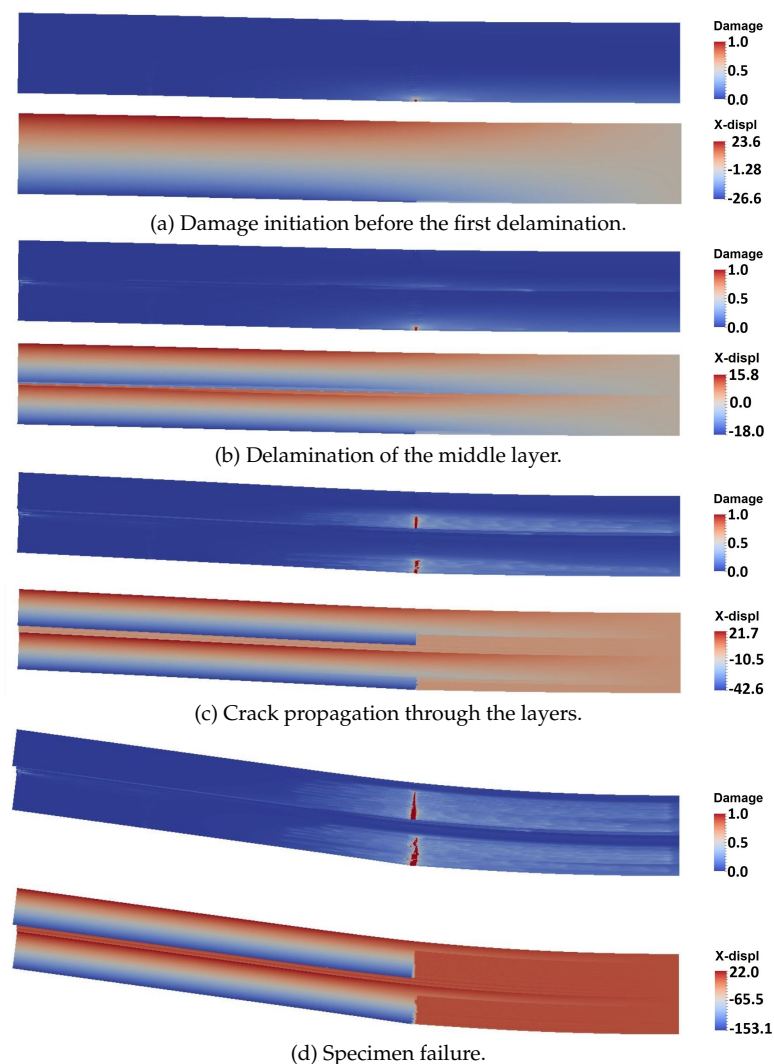 Damage
1.0
0.5
0.0
X-displ
23.6
-1.28
-26.6
(a) Damage initiation before the first delamination.
Damage
1.0
0.5
0.0
X-displ
15.8
0.0
-18.0
(b) Delamination of the middle layer.
Damage
1.0
0.5
0.0
X-displ
21.7
-10.5
-42.6
(c) Crack propagation through the layers.
Damage
1.0
0.5
0.0
X-displ
22.0
-65.5
-153.1
(d) Specimen failure.